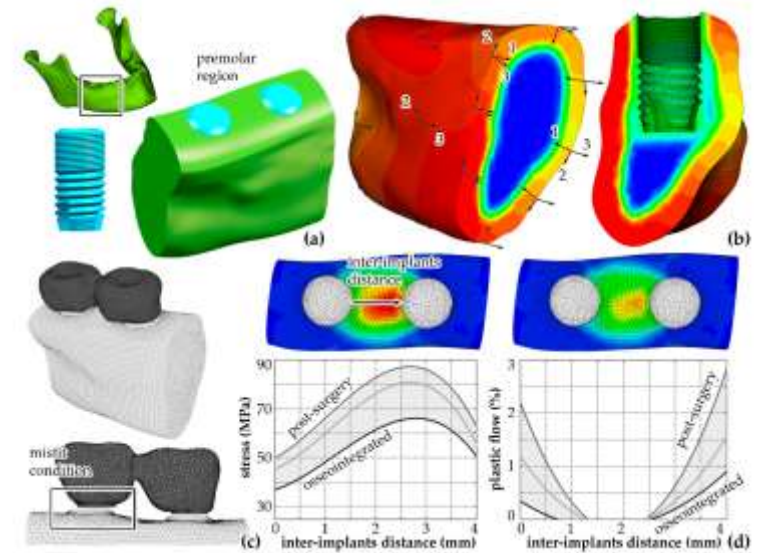 premolar
region
(a)
2
1
1
2
3
1
3
2
(b)
inter-implants
distance
misfit
condition
(c)
90
70
50
30
stress (MPa)
post-surgery
osseointegrated
0
1
2
3
4
inter-implants distance (mm)
3
2
1
0
plastic flow (%)
post-surgery
osseointegrated
0
1
2
3
4
inter-implants distance (mm)
(d)